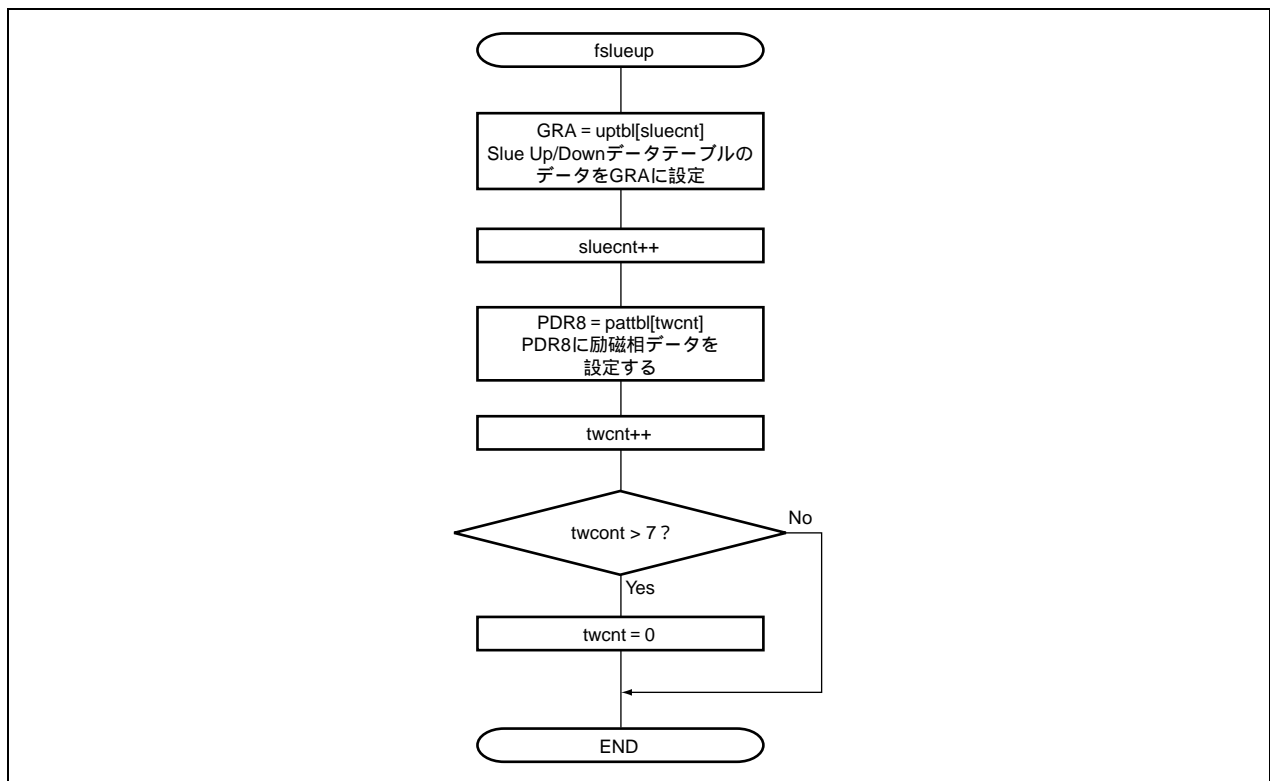 fslueup
GRA = uptbl[sluecnt]
Slue Up/Downデータテーブルの
データをGRAに設定
sluecnt++
PDR8 = pattbl[twcnt]
PDR8に励磁相データを
設定する
twcnt++
twcont > 7？
No
Yes
twcnt = 0
END